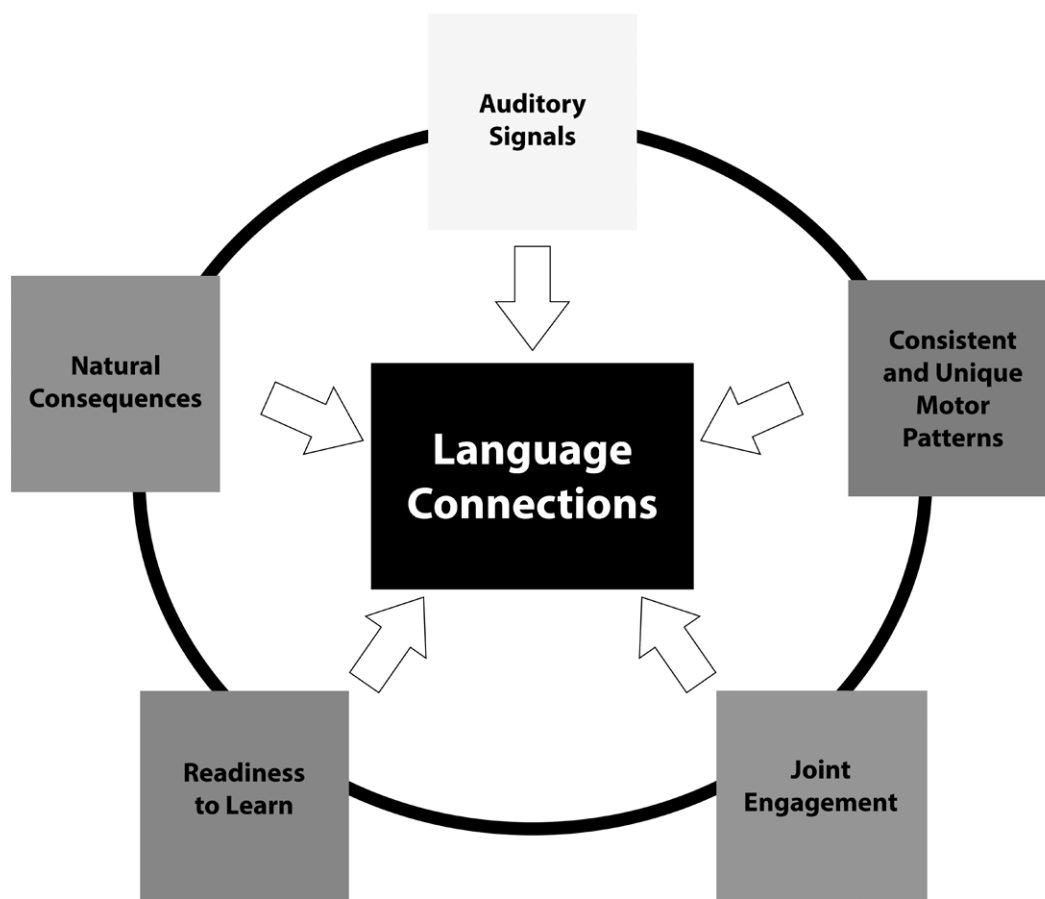 Auditory
Signals
Natural
Consequences
Consistent
and Unique
Motor
Patterns
Language
Connections
Readiness
to Learn
Joint
Engagement